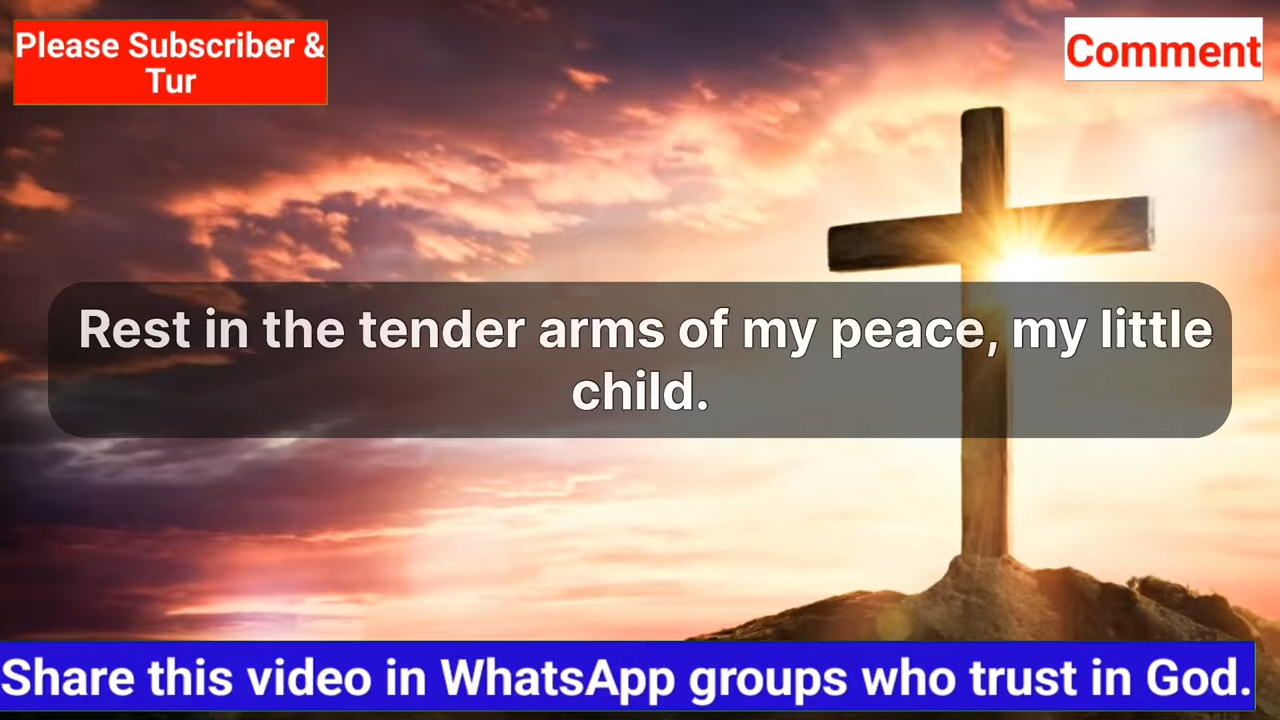 Please Subscriber &
Tur
Comment
Rest in the tender arms of my peace, my little
child.
Share this video in WhatsApp groups who trust in God.